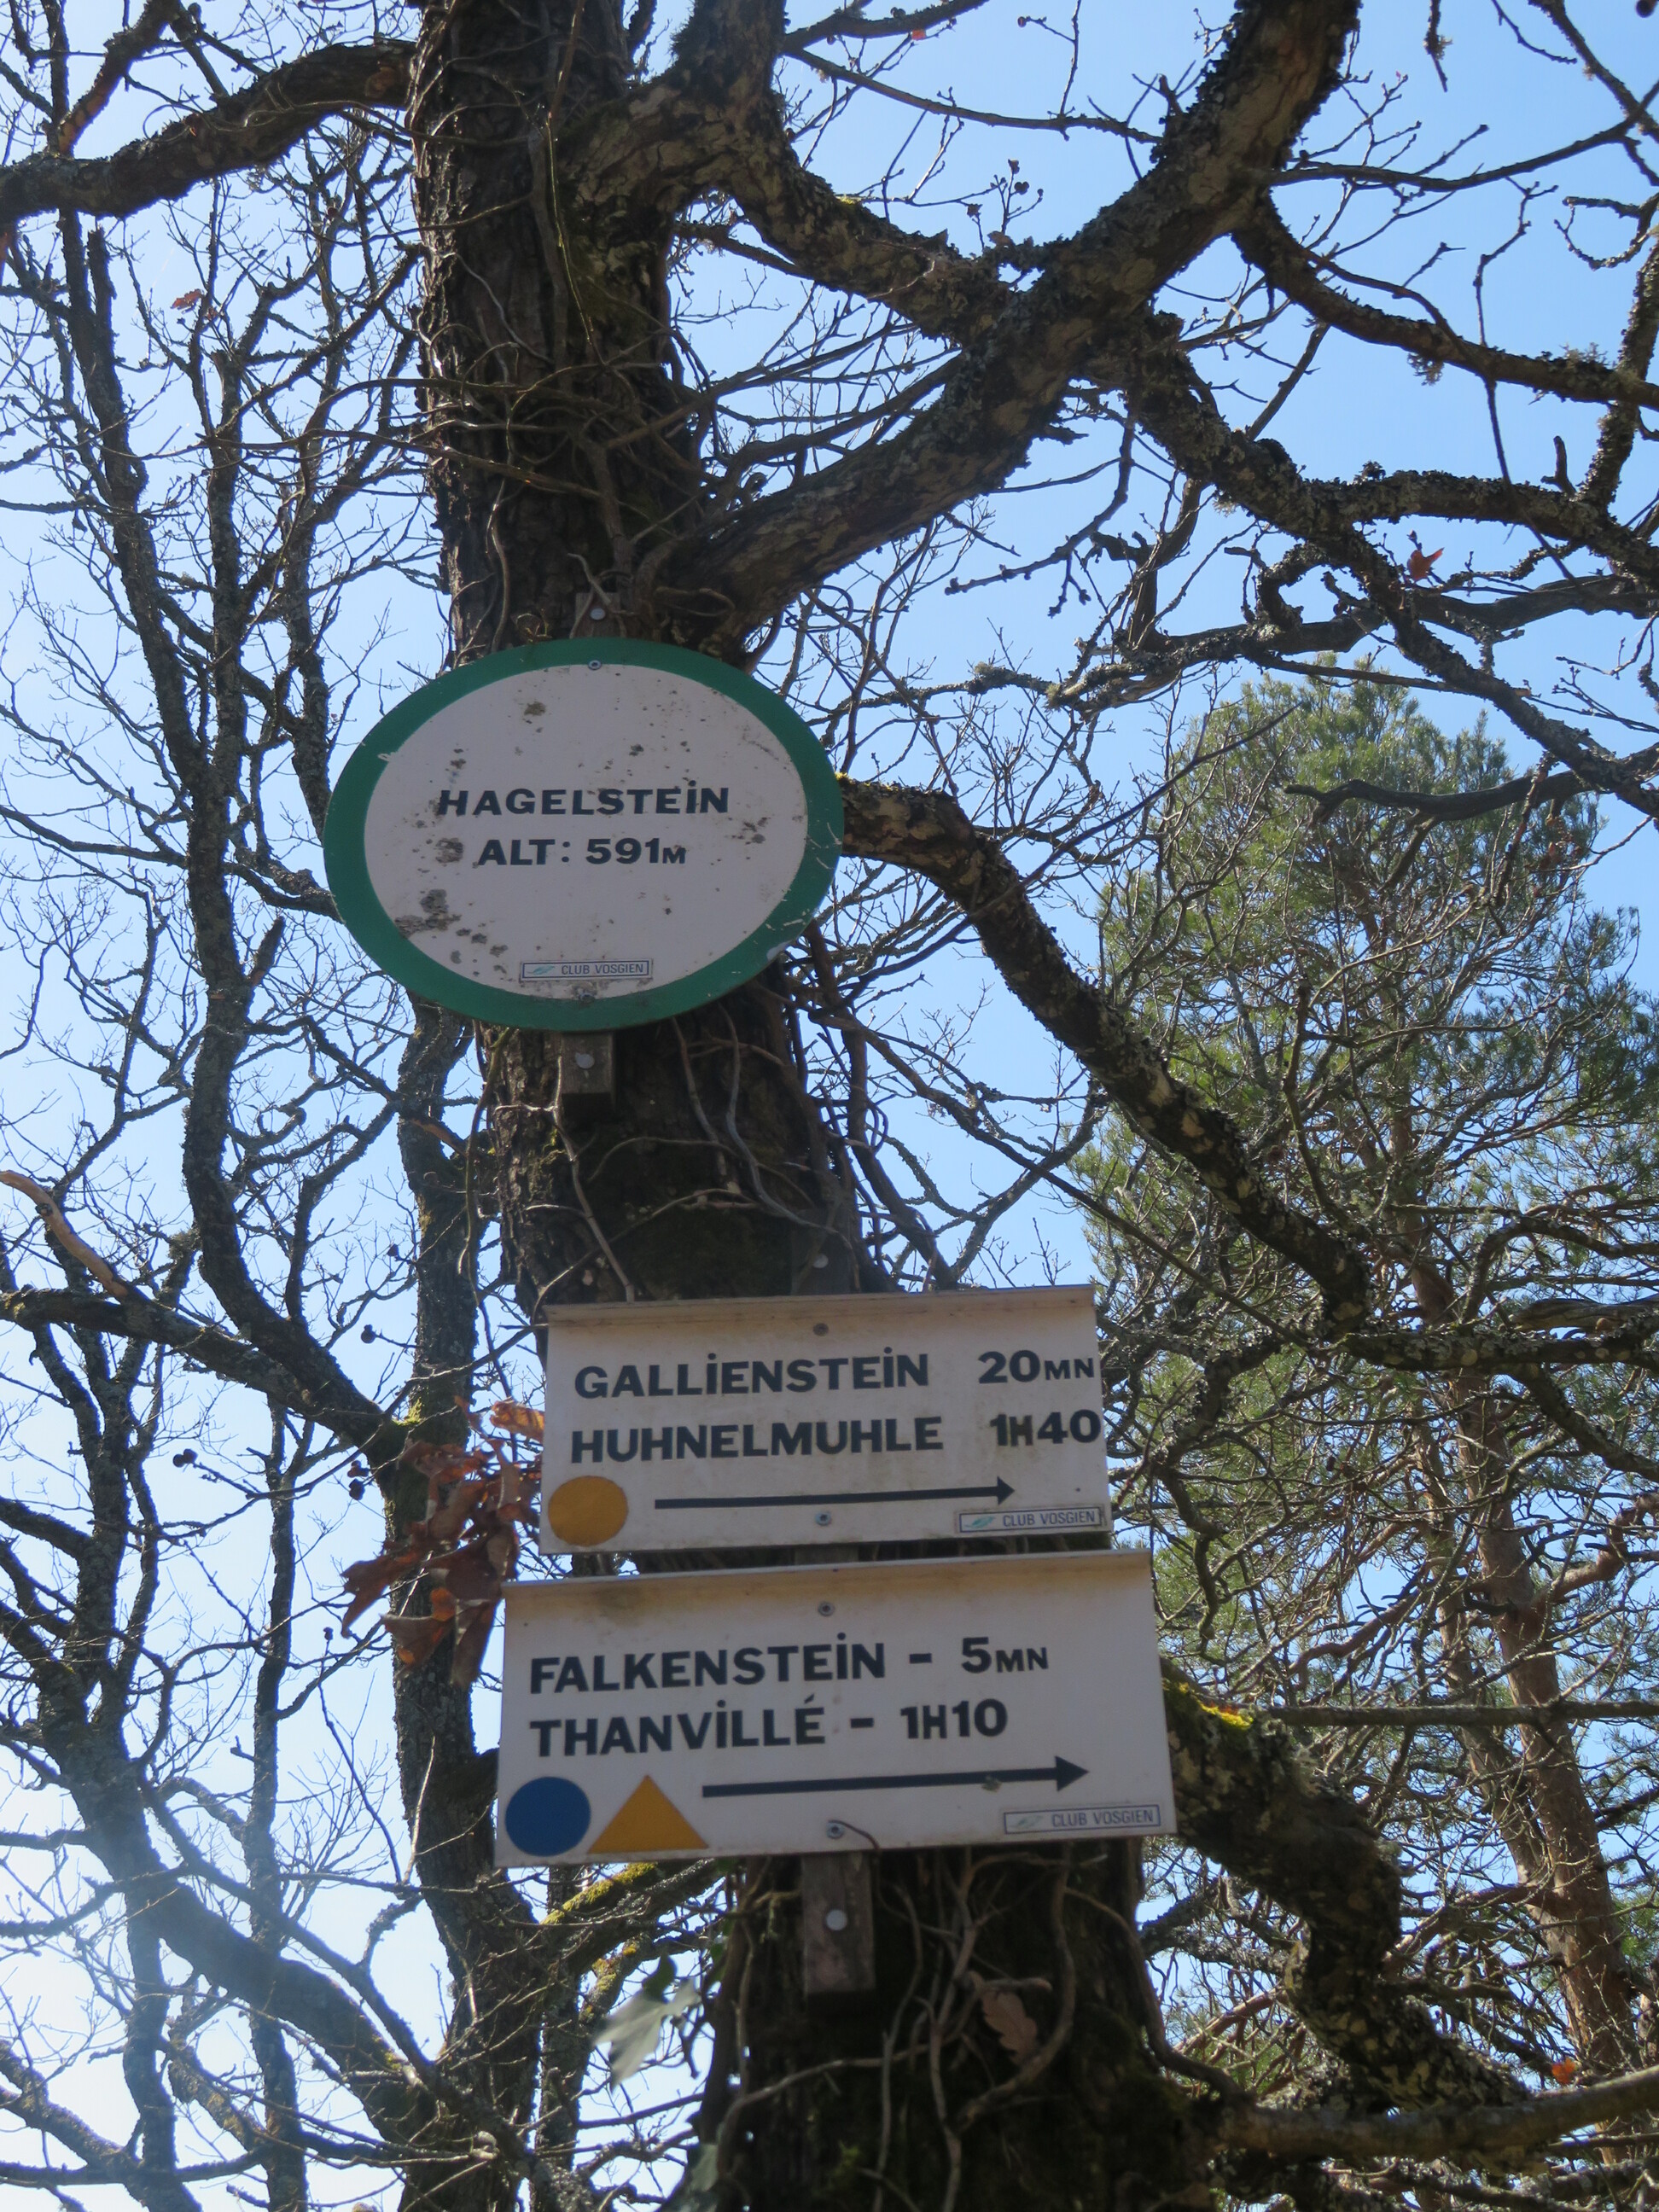 HAGELSTEiN
ALT: 591M
CLUB VOSGIEN
GALLiENSTEiN 20MN
HUHNELMUHLE 1H40
CLUB VOSGIEN
FALKENSTEiN - 5MN
THANViLLÉ - 1H10
CLUB VOSGIEN